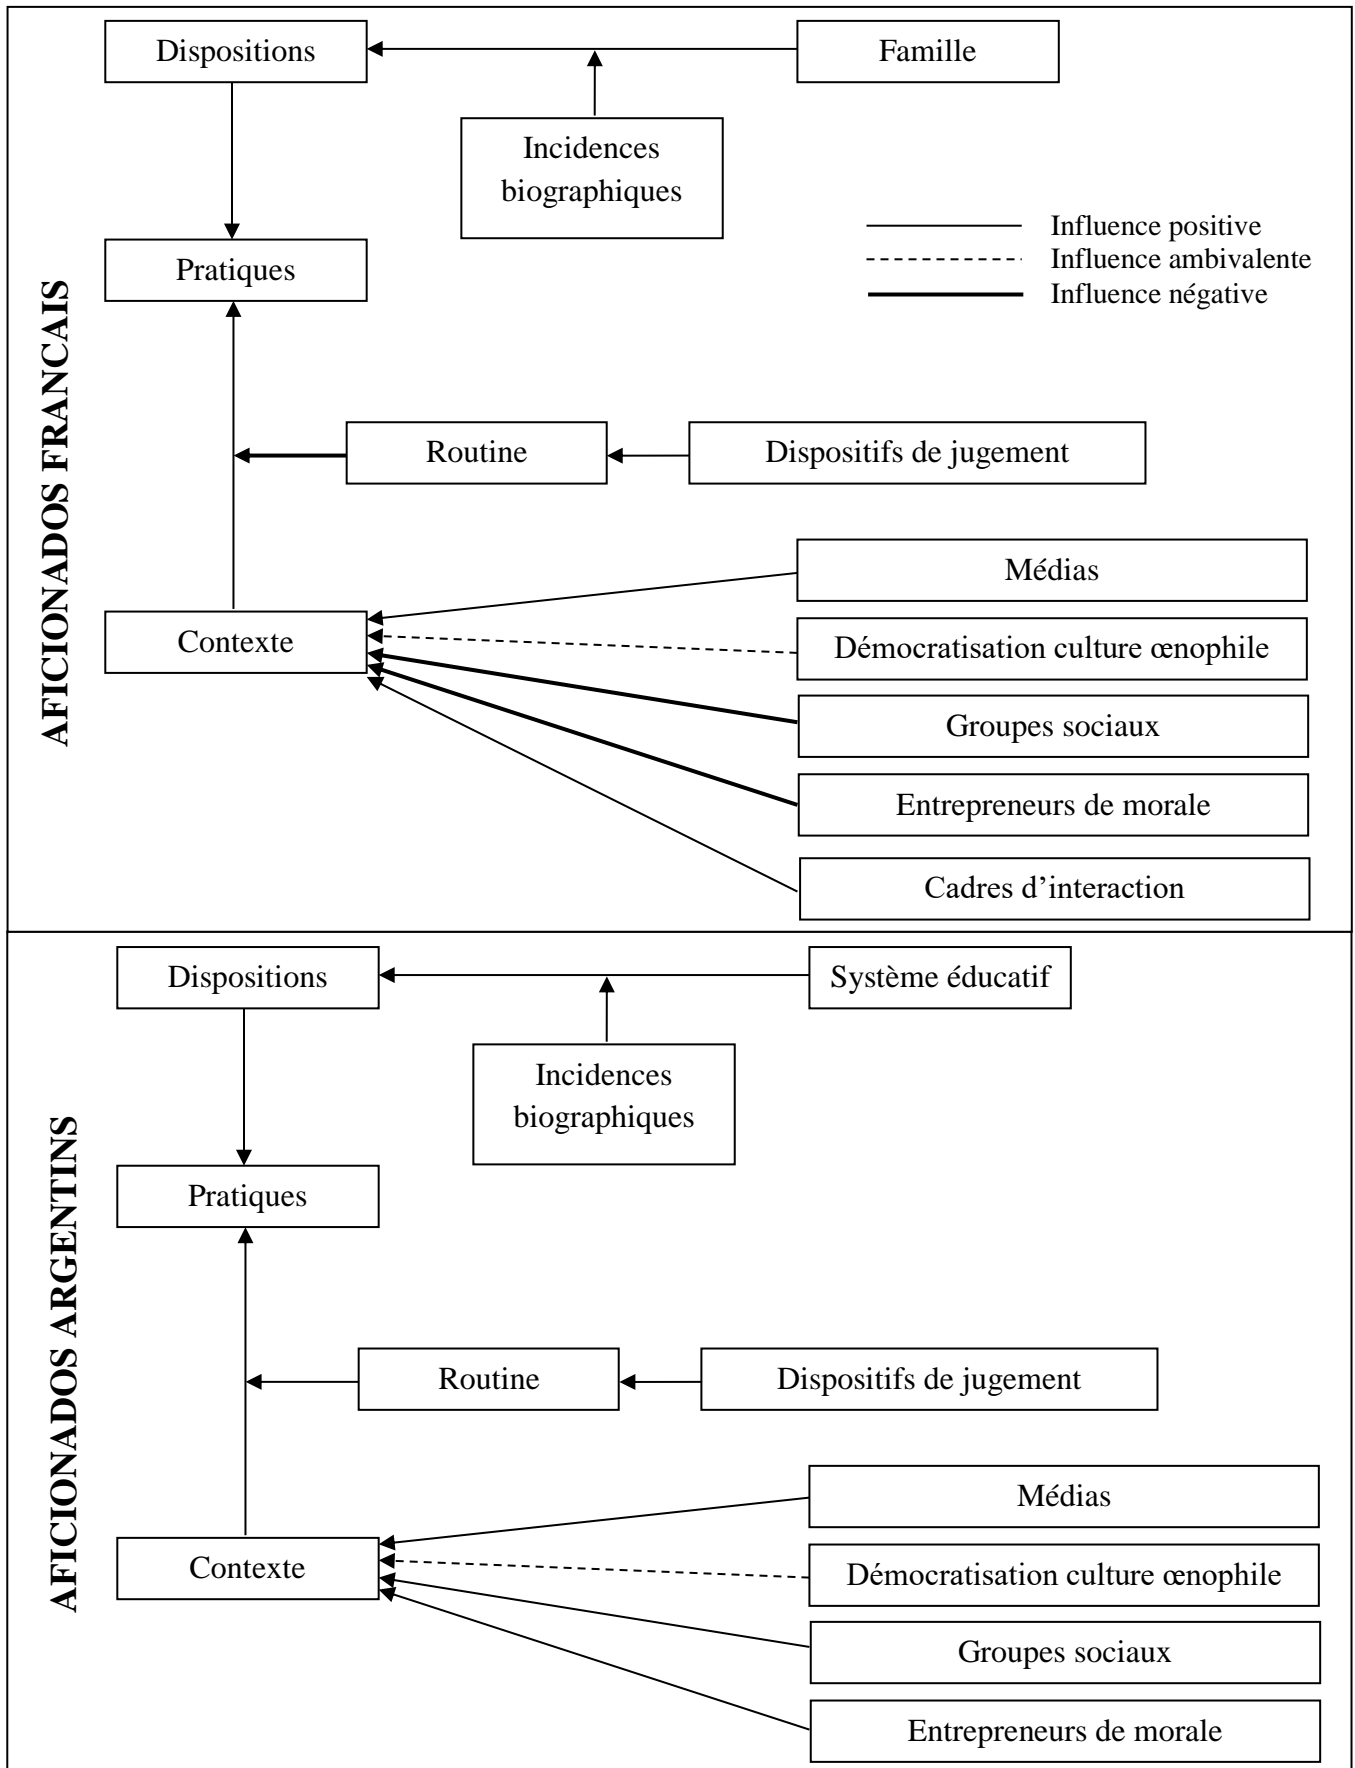 AFICIONADOS FRANCAIS
Dispositions
Famille
Incidences
biographiques
Influence positive
Influence ambivalente
Influence négative
Pratiques
Routine
Dispositifs de jugement
Médias
Contexte
Démocratisation culture œnophile
Groupes sociaux
Entrepreneurs de morale
Cadres d’interaction
AFICIONADOS ARGENTINS
Dispositions
Système éducatif
Incidences
biographiques
Pratiques
Routine
Dispositifs de jugement
Médias
Contexte
Démocratisation culture œnophile
Groupes sociaux
Entrepreneurs de morale